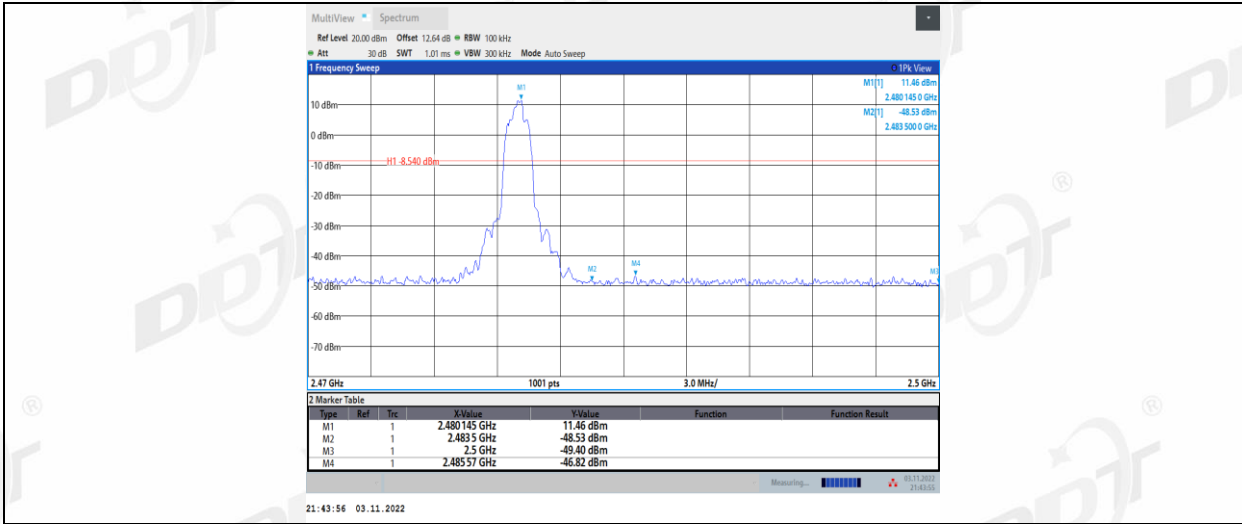 MultiView Spectrum
Ref Level 20.00 dBm Offset 12.64 dB RBW 100 kHz
Att 30 dB SWT 1.01 ms VBW 300 kHz Mode Auto Sweep
1 Frequency Sweep 1Pk View
M1[1] 11.46 dBm
2.480 145 0 GHz
M2[1] -48.53 dBm
2.483 500 0 GHz
M1
10 dBm
0 dBm
H1 -8.540 dBm
-10 dBm
-20 dBm
-30 dBm
-40 dBm
M2 M4 M3
-50 dBm
-60 dBm
-70 dBm
2.47 GHz 1001 pts 3.0 MHz/ 2.5 GHz
2 Marker Table
Type Ref Trc X-Value Y-Value Function Function Result
M1 1 2.480145 GHz 11.46 dBm
M2 1 2.4835 GHz -48.53 dBm
M3 1 2.5 GHz -49.40 dBm
M4 1 2.48557 GHz -46.82 dBm
Measuring... 03.11.2022
21:43:55
21:43:56 03.11.2022
DDT
®